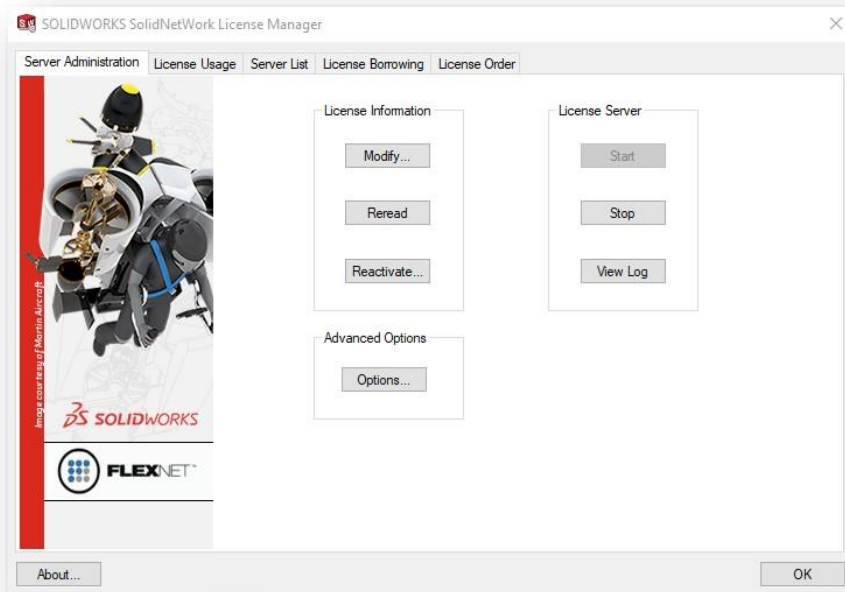 SOLIDWORKS SolidNetWork License Manager
Server Administration License Usage Server List License Borrowing License Order
License Information
Modify...
Reread
Reactivate...
License Server
Start
Stop
View Log
Advanced Options
Options...
Image courtesy of Martin Aircraft
SOLIDWORKS
FLEXNET
About...
OK